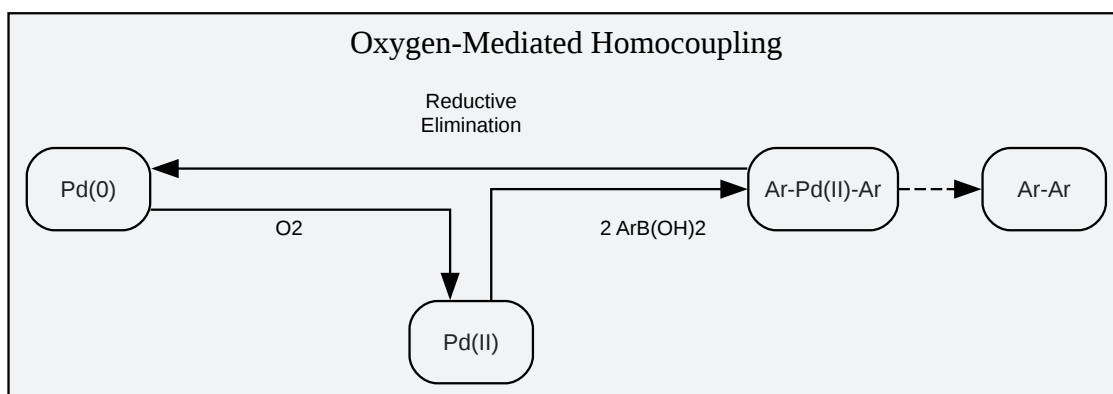 Oxygen-Mediated Homocoupling
Reductive
Elimination
Pd(0)
Ar-Pd(II)-Ar
Ar-Ar
O2
2 ArB(OH)2
Pd(II)